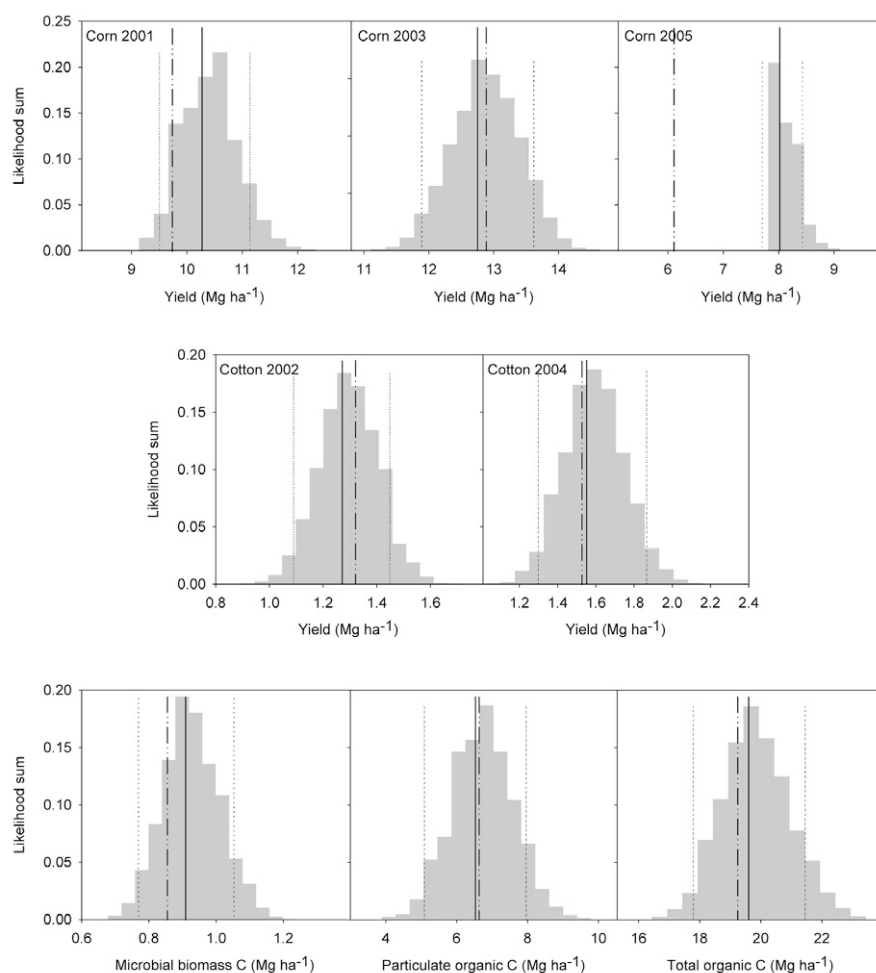 0.25
0.20
0.15
0.10
0.05
0.00
Likelihood sum
Corn 2001
Corn 2003
Corn 2005
9 10 11 12
11 12 13 14
6 7 8 9
Yield (Mg ha⁻¹)
Yield (Mg ha⁻¹)
Yield (Mg ha⁻¹)
0.20
0.15
0.10
0.05
0.00
Likelihood sum
Cotton 2002
Cotton 2004
0.8 1.0 1.2 1.4 1.6
1.2 1.4 1.6 1.8 2.0 2.2 2.4
Yield (Mg ha⁻¹)
Yield (Mg ha⁻¹)
0.20
0.15
0.10
0.05
0.00
Likelihood sum
0.6 0.8 1.0 1.2
4 6 8 10
16 18 20 22
Microbial biomass C (Mg ha⁻¹)
Particulate organic C (Mg ha⁻¹)
Total organic C (Mg ha⁻¹)